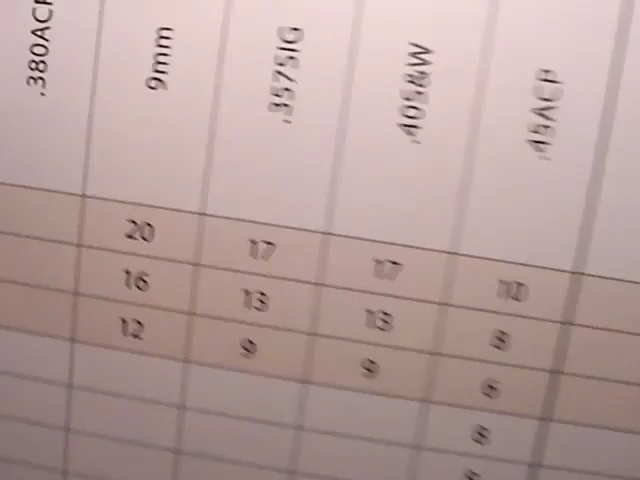 .380ACP 9mm .357SIG .40S&W .45ACP
20 17 17 10
16 13 13 8
12 9 9 6
8